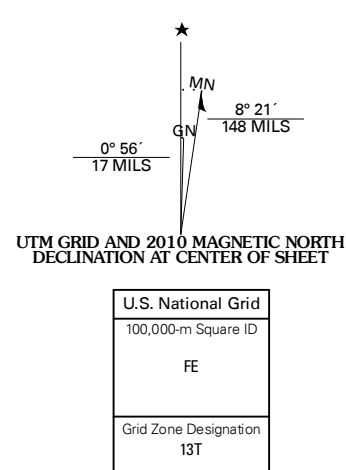 ★
MN
8° 21´
148 MILS
GN
0° 56´
17 MILS
UTM GRID AND 2010 MAGNETIC NORTH
DECLINATION AT CENTER OF SHEET
U.S. National Grid
100,000-m Square ID
FE
Grid Zone Designation
13T